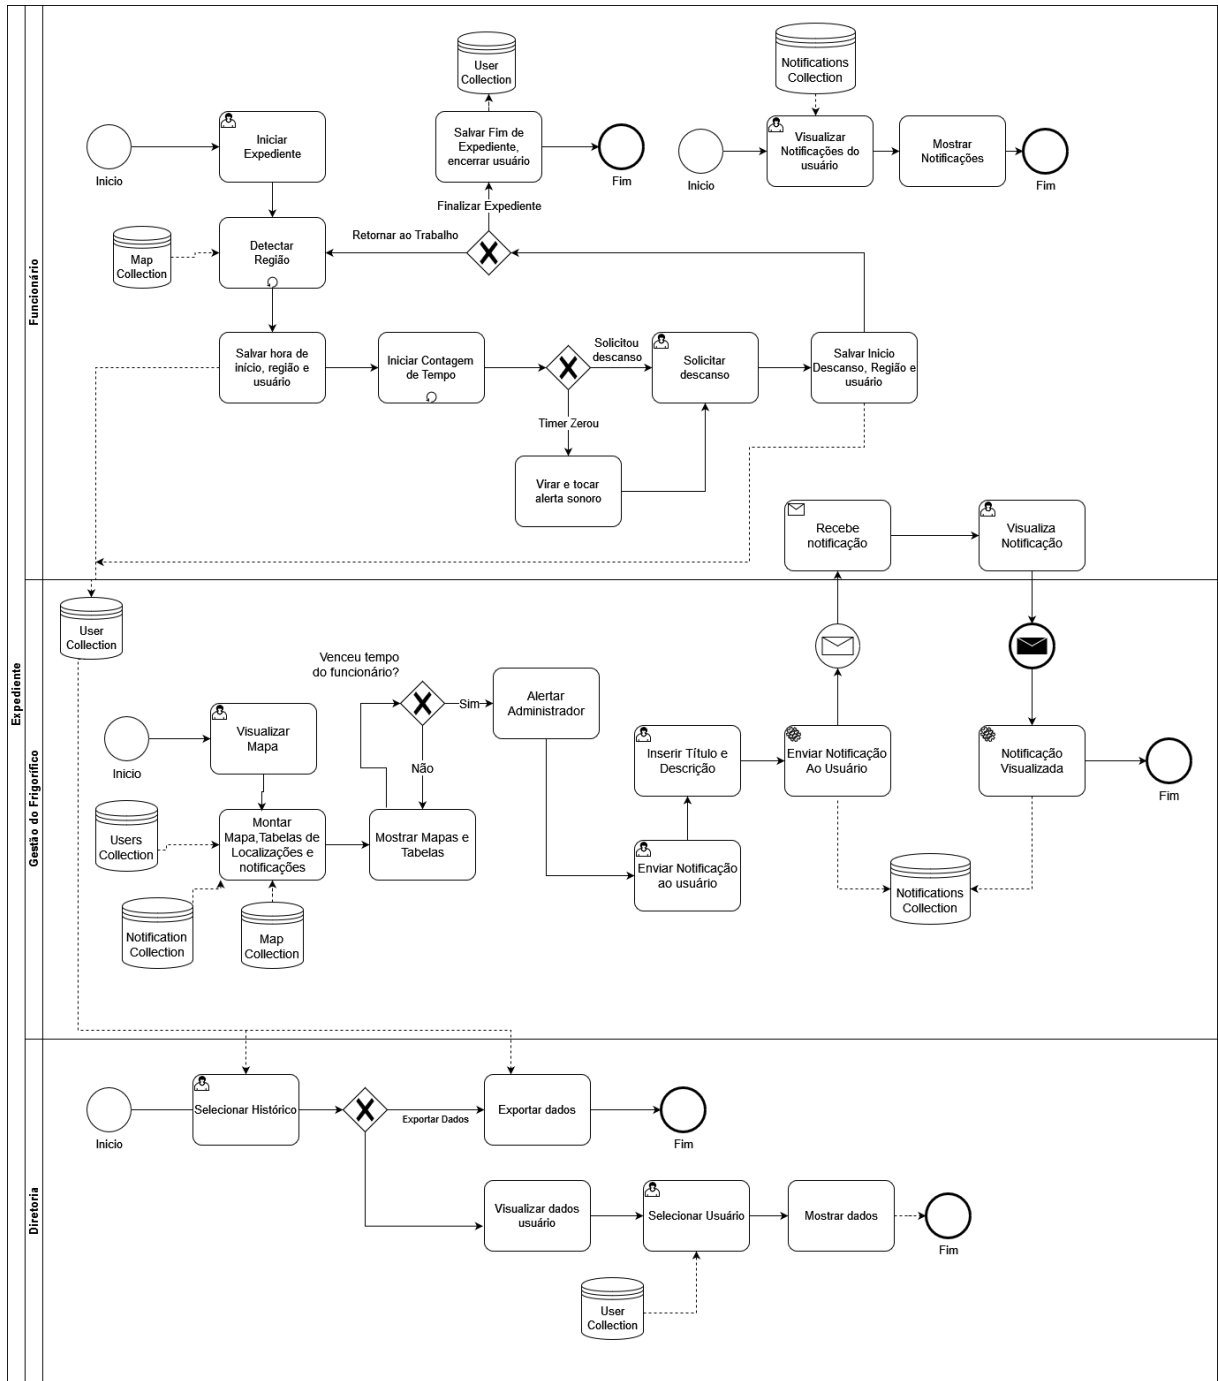 Expediente
Funcionário
User
Collection
Notifications
Collection
Iniciar
Expediente
Salvar Fim de
Expediente,
encerrar usuário
Visualizar
Notificações do
usuário
Mostrar
Notificações
Inicio
Fim
Inicio
Fim
Finalizar Expediente
Retornar ao Trabalho
Detectar
Região
Map
Collection
Salvar hora de
início, região e
usuário
Iniciar Contagem
de Tempo
Solicitou
descanso
Solicitar
descanso
Salvar Inicio
Descanso, Região e
usuário
Timer Zerou
Virar e tocar
alerta sonoro
Recebe
notificação
Visualiza
Notificação
Gestão do Frigorífico
User
Collection
Venceu tempo
do funcionário?
Sim
Alertar
Administrador
Visualizar
Mapa
Inicio
Não
Inserir Título e
Descrição
Enviar Notificação
Ao Usuário
Notificação
Visualizada
Fim
Users
Collection
Montar
Mapa,Tabelas de
Localizações e
notificações
Mostrar Mapas e
Tabelas
Enviar Notificação
ao usuário
Notifications
Collection
Notification
Collection
Map
Collection
Diretoria
Inicio
Selecionar Histórico
Exportar Dados
Exportar dados
Fim
Visualizar dados
usuário
Selecionar Usuário
Mostrar dados
Fim
User
Collection